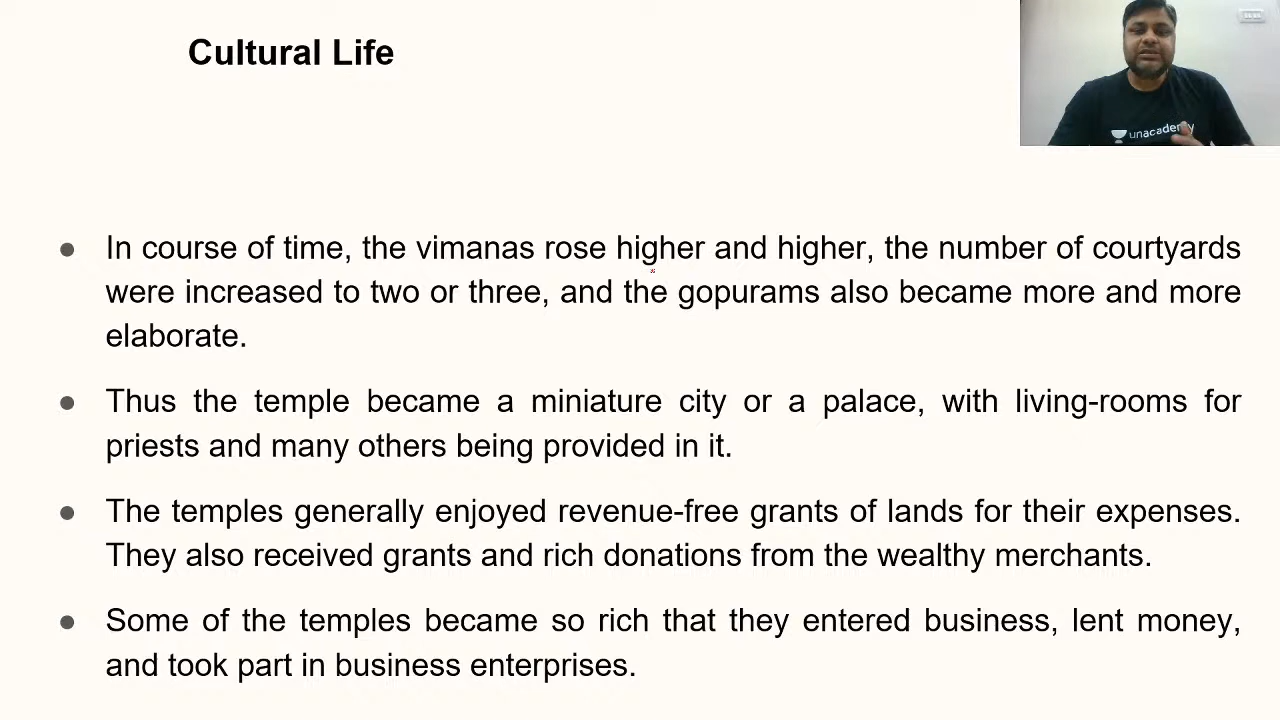 Cultural Life
unacademy
● In course of time, the vimanas rose higher and higher, the number of courtyards
were increased to two or three, and the gopurams also became more and more
elaborate.
● Thus the temple became a miniature city or a palace, with living-rooms for
priests and many others being provided in it.
● The temples generally enjoyed revenue-free grants of lands for their expenses.
They also received grants and rich donations from the wealthy merchants.
● Some of the temples became so rich that they entered business, lent money,
and took part in business enterprises.